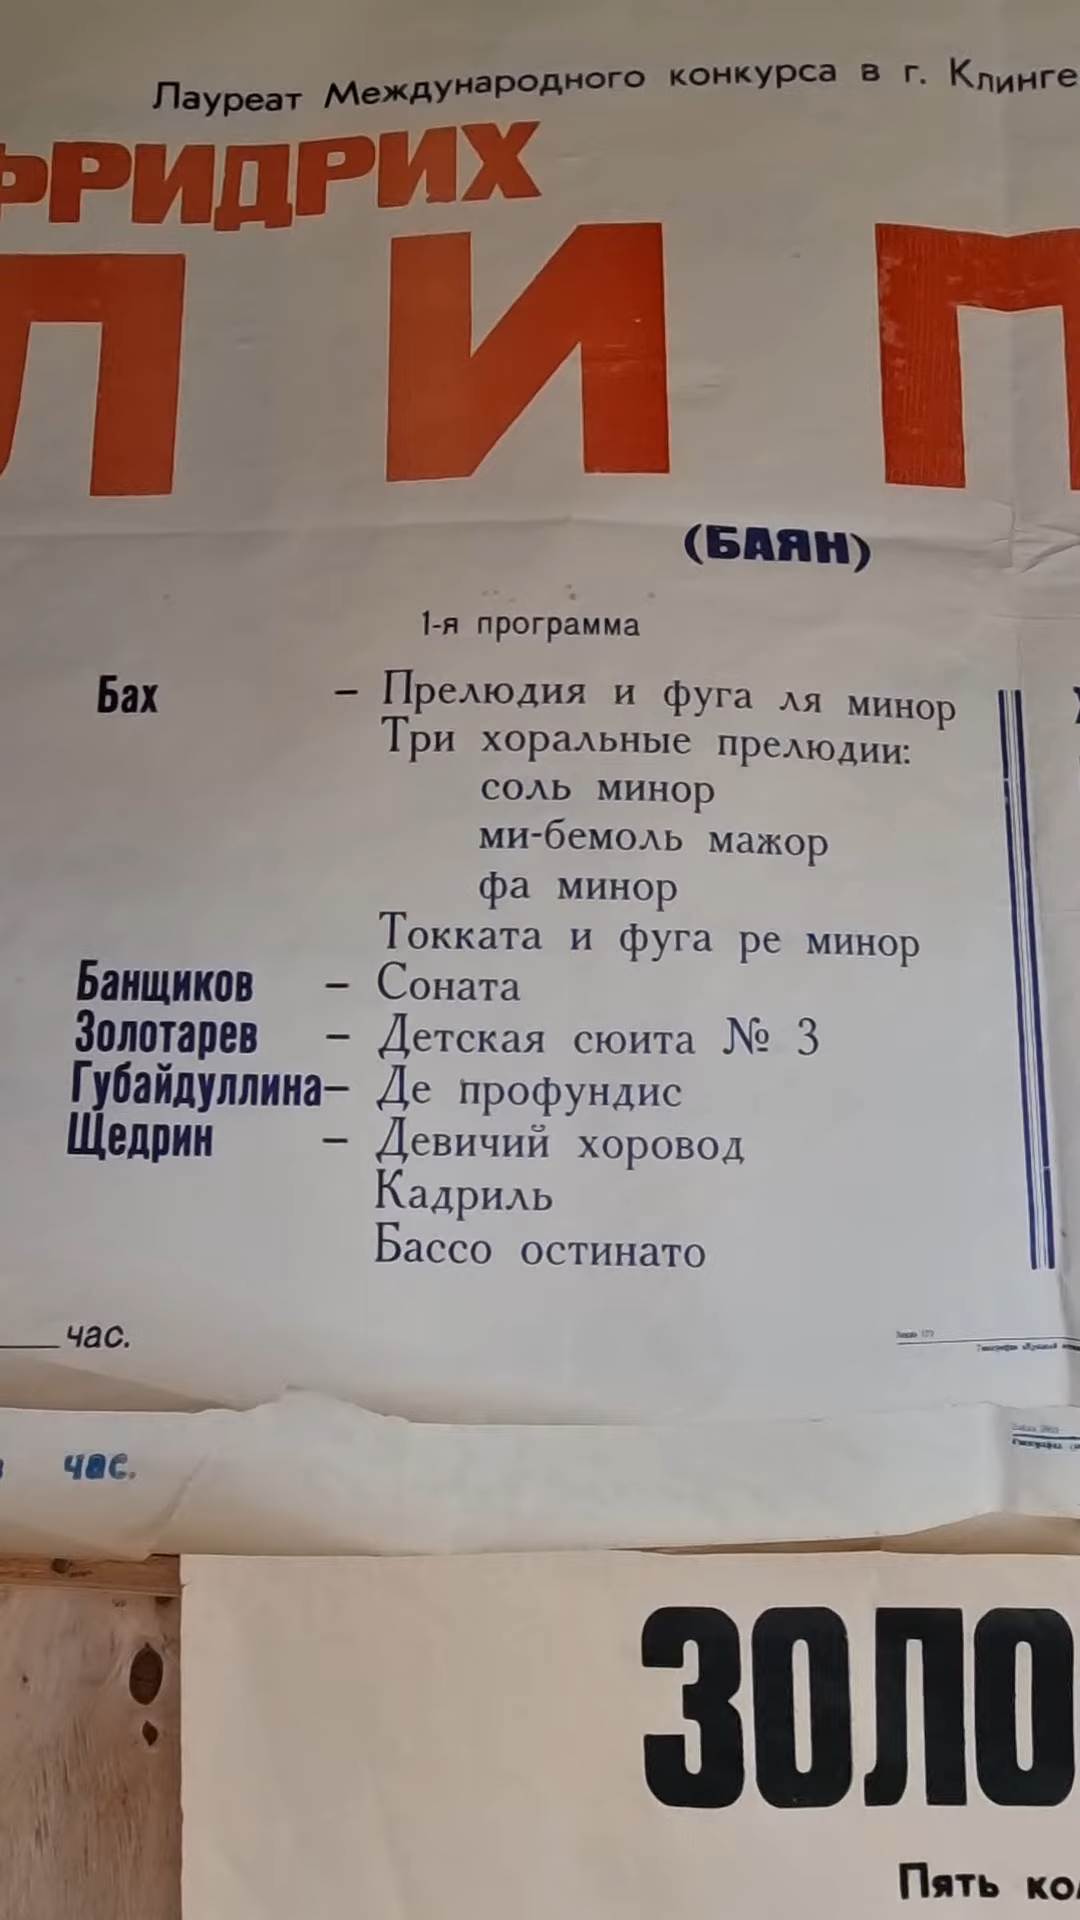 Лауреат Международного конкурса в г. Клинге
ФРИДРИХ
ЛИП
(БАЯН)
1-я программа
Бах – Прелюдия и фуга ля минор
Три хоральные прелюдии:
соль минор
ми-бемоль мажор
фа минор
Токката и фуга ре минор
Банщиков – Соната
Золотарев – Детская сюита № 3
Губайдуллина– Де профундис
Щедрин – Девичий хоровод
Кадриль
Бассо остинато
час.
час.
ЗОЛО
Пять ко